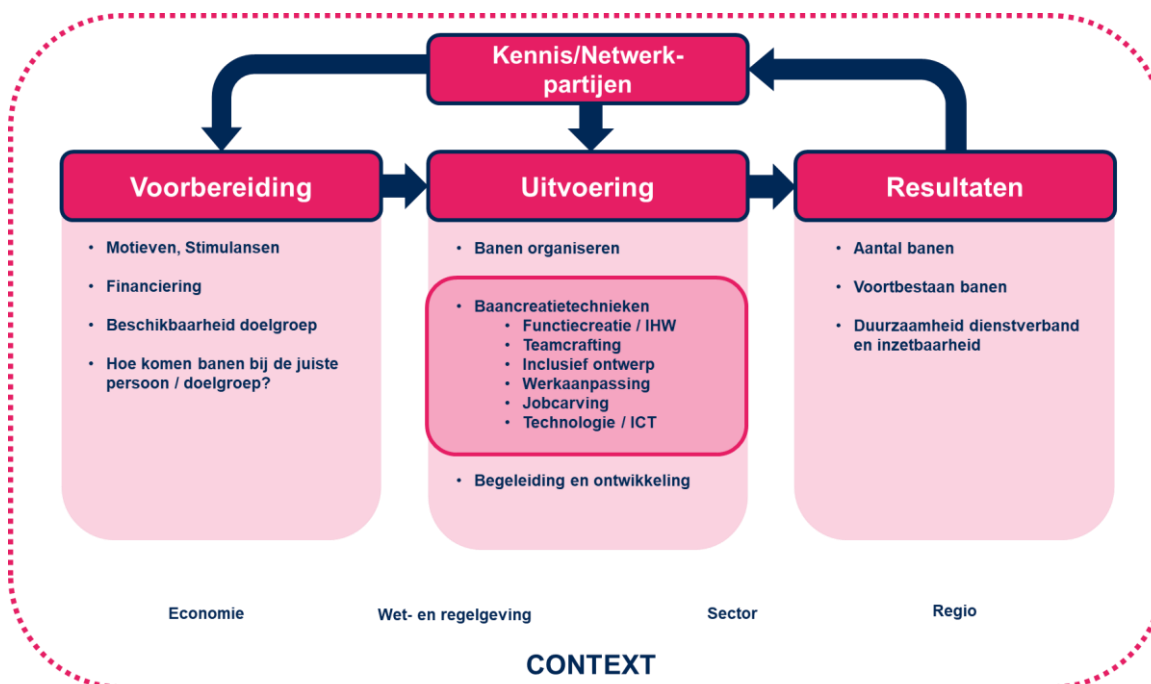 Kennis/Netwerk-
partijen
Voorbereiding
Uitvoering
Resultaten
• Motieven, Stimulansen
• Financiering
• Beschikbaarheid doelgroep
• Hoe komen banen bij de juiste
persoon / doelgroep?
• Banen organiseren
• Baancreatietechnieken
• Functiecreatie / IHW
• Teamcrafting
• Inclusief ontwerp
• Werkaanpassing
• Jobcarving
• Technologie / ICT
• Begeleiding en ontwikkeling
• Aantal banen
• Voortbestaan banen
• Duurzaamheid dienstverband
en inzetbaarheid
Economie
Wet- en regelgeving
Sector
Regio
CONTEXT